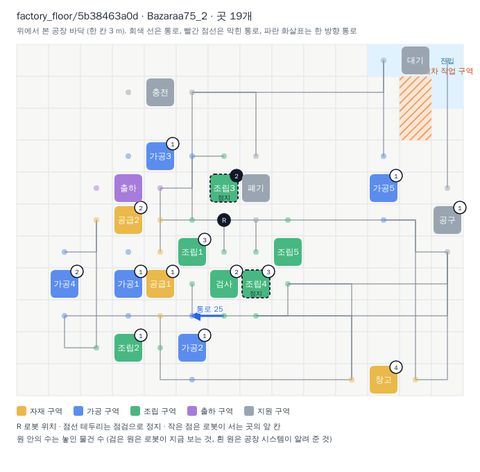 factory_floor/5b38463a0d · Bazaraa75_2 · 곳 19개
위에서 본 공장 바닥 (한 칸 3 m). 회색 선은 통로, 빨간 점선은 막힌 통로, 파란 화살표는 한 방향 통로
대기
전립
차 작업 구역
충전
가공3 1
출하
조립3 2
정지
폐기
가공5 1
공급2 2
R
공구 1
조립1 3
조립5
가공4 2
가공1 1
공급1 1
검사 2
조립4 3
정지
통로 25
조립2 1
가공2 1
창고 4
자재 구역
가공 구역
조립 구역
출하 구역
지원 구역
R 로봇 위치 · 점선 테두리는 점검으로 정지 · 작은 점은 로봇이 서는 곳의 앞 칸
원 안의 수는 놓인 물건 수 (검은 원은 로봇이 지금 보는 것, 흰 원은 공장 시스템이 알려 준 것)